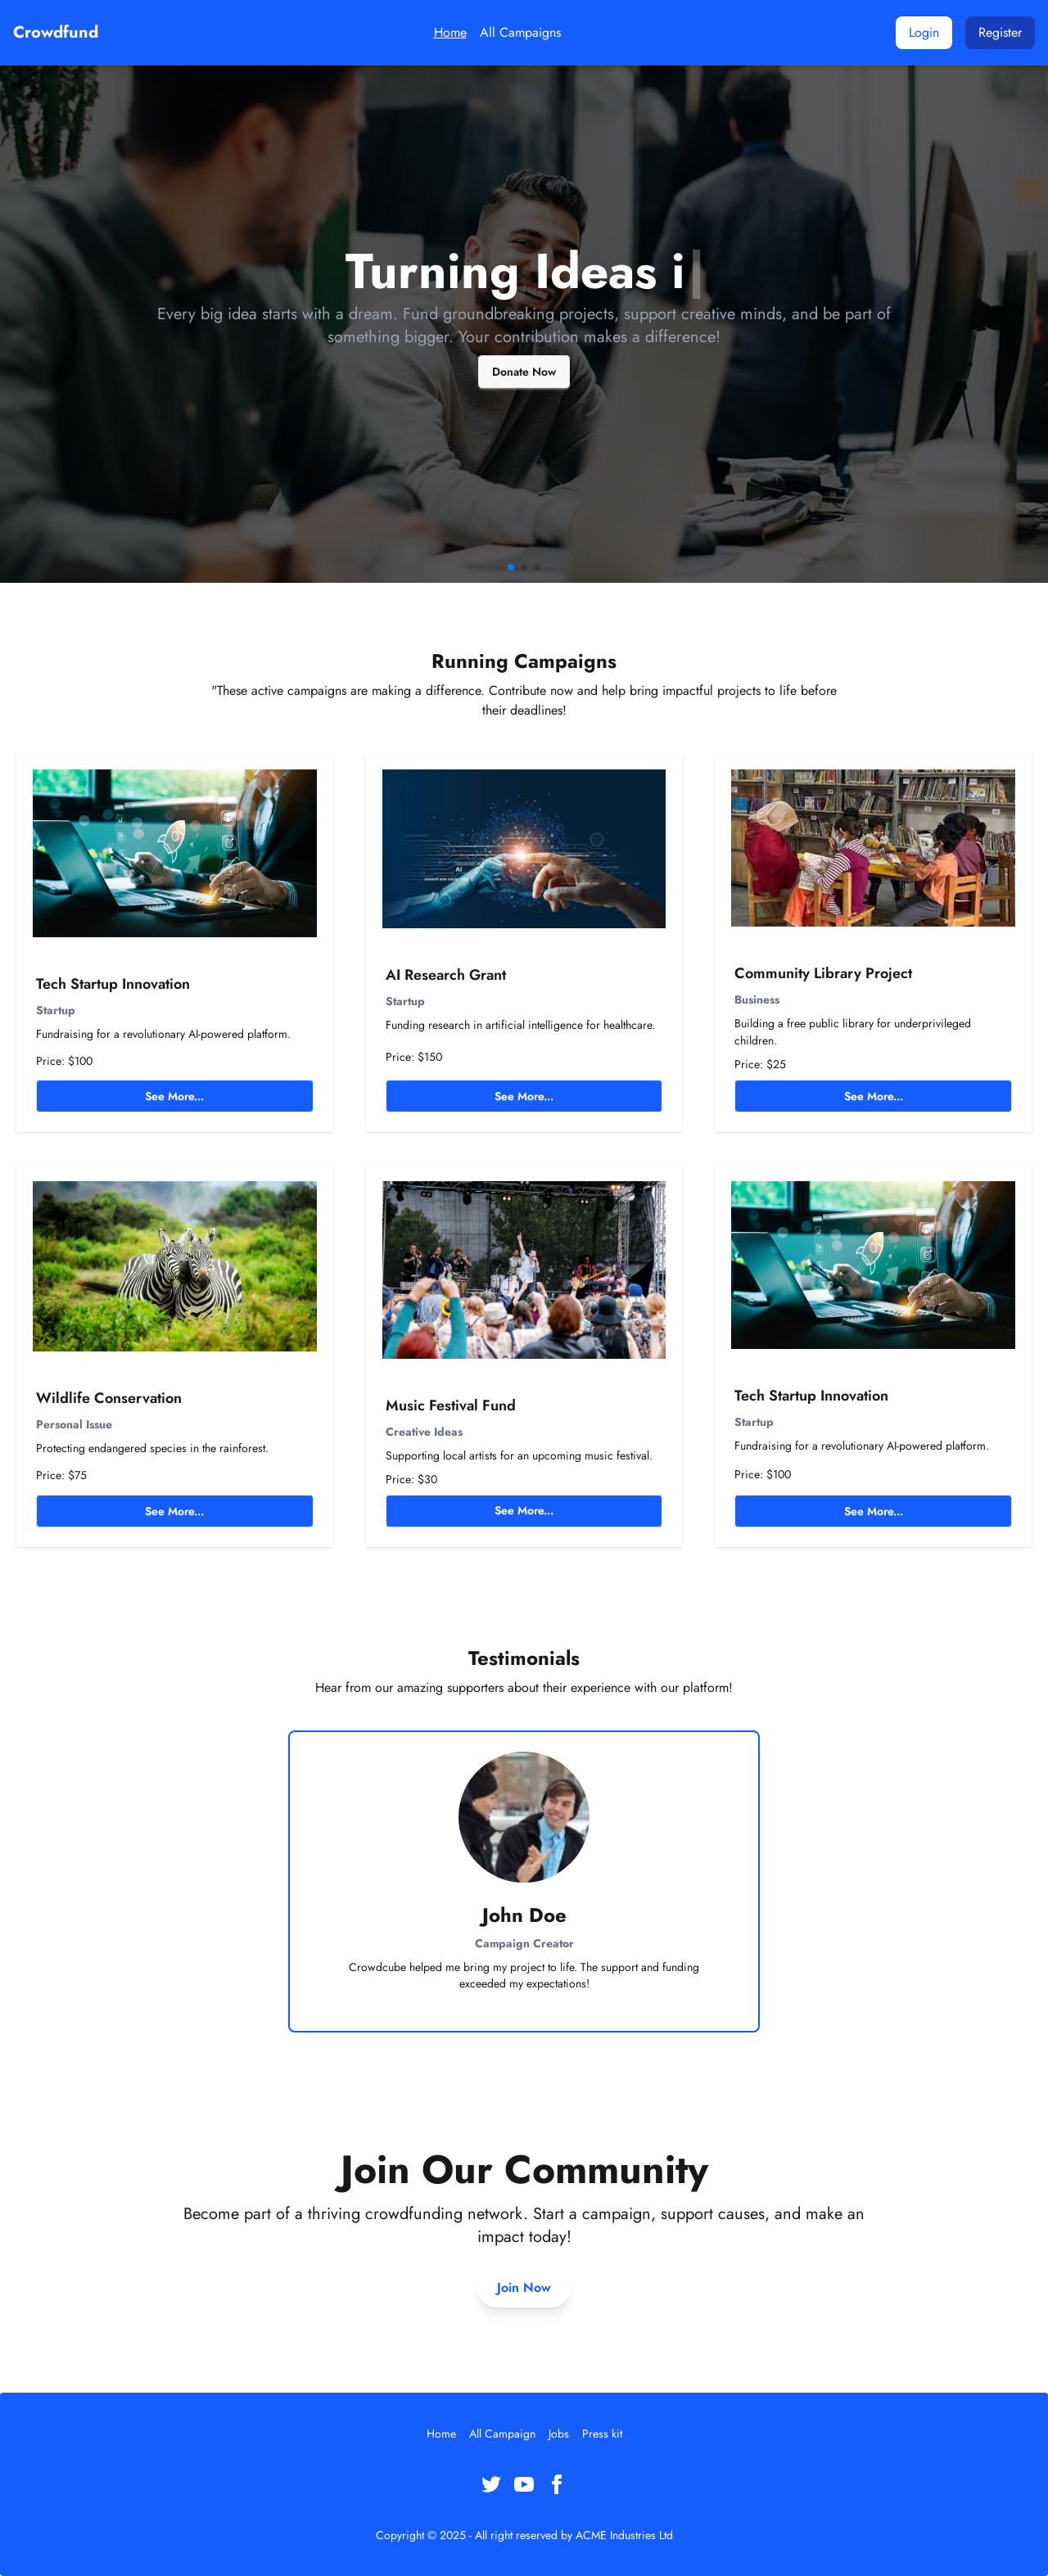 Crowdfund
Home
All Campaigns
Login
Register
Turning Ideas i
Every big idea starts with a dream. Fund groundbreaking projects, support creative minds, and be part of
something bigger. Your contribution makes a difference!
Donate Now
Running Campaigns
"These active campaigns are making a difference. Contribute now and help bring impactful projects to life before
their deadlines!
Tech Startup Innovation
Startup
Fundraising for a revolutionary AI-powered platform.
Price: $100
See More...
AI
AI Research Grant
Startup
Funding research in artificial intelligence for healthcare.
Price: $150
See More...
Community Library Project
Business
Building a free public library for underprivileged
children.
Price: $25
See More...
Wildlife Conservation
Personal Issue
Protecting endangered species in the rainforest.
Price: $75
See More...
Music Festival Fund
Creative Ideas
Supporting local artists for an upcoming music festival.
Price: $30
See More...
Tech Startup Innovation
Startup
Fundraising for a revolutionary AI-powered platform.
Price: $100
See More...
Testimonials
Hear from our amazing supporters about their experience with our platform!
John Doe
Campaign Creator
Crowdcube helped me bring my project to life. The support and funding
exceeded my expectations!
Join Our Community
Become part of a thriving crowdfunding network. Start a campaign, support causes, and make an
impact today!
Join Now
Home
All Campaign
Jobs
Press kit
Copyright © 2025 - All right reserved by ACME Industries Ltd